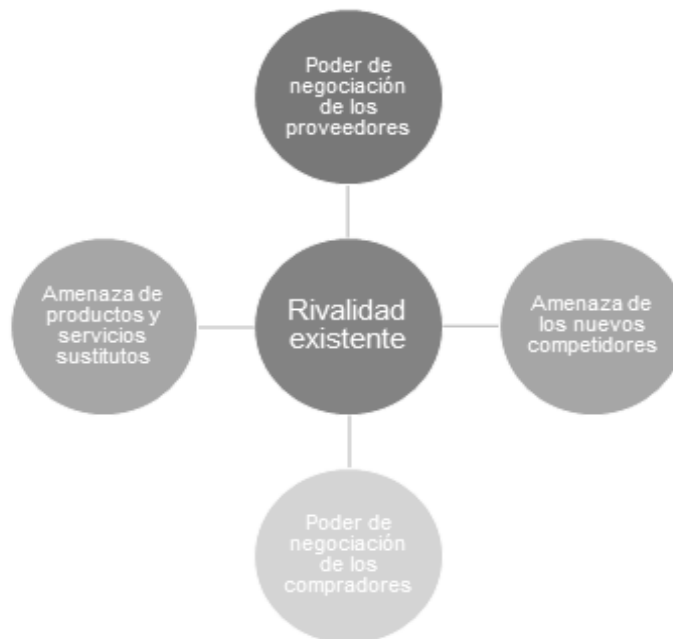 Poder de
negociación
de los
proveedores
Amenaza de
productos y
servicios
sustitutos
Rivalidad
existente
Amenaza de
los nuevos
competidores
Poder de
negociación
de los
compradores